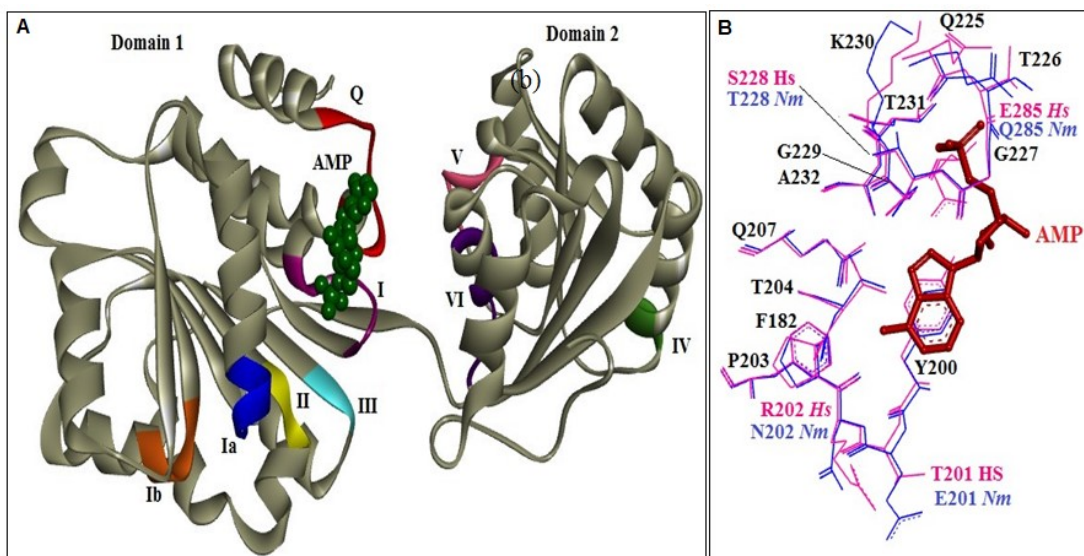 A
Domain 1
Domain 2
(b)
Q
AMP
V
I
VI
IV
III
II
Ia
Ib
B
Q225
K230
T226
S228 Hs
T228 Nm
T231
E285 Hs
Q285 Nm
G229
G227
A232
AMP
Q207
T204
F182
P203
Y200
R202 Hs
N202 Nm
T201 HS
E201 Nm